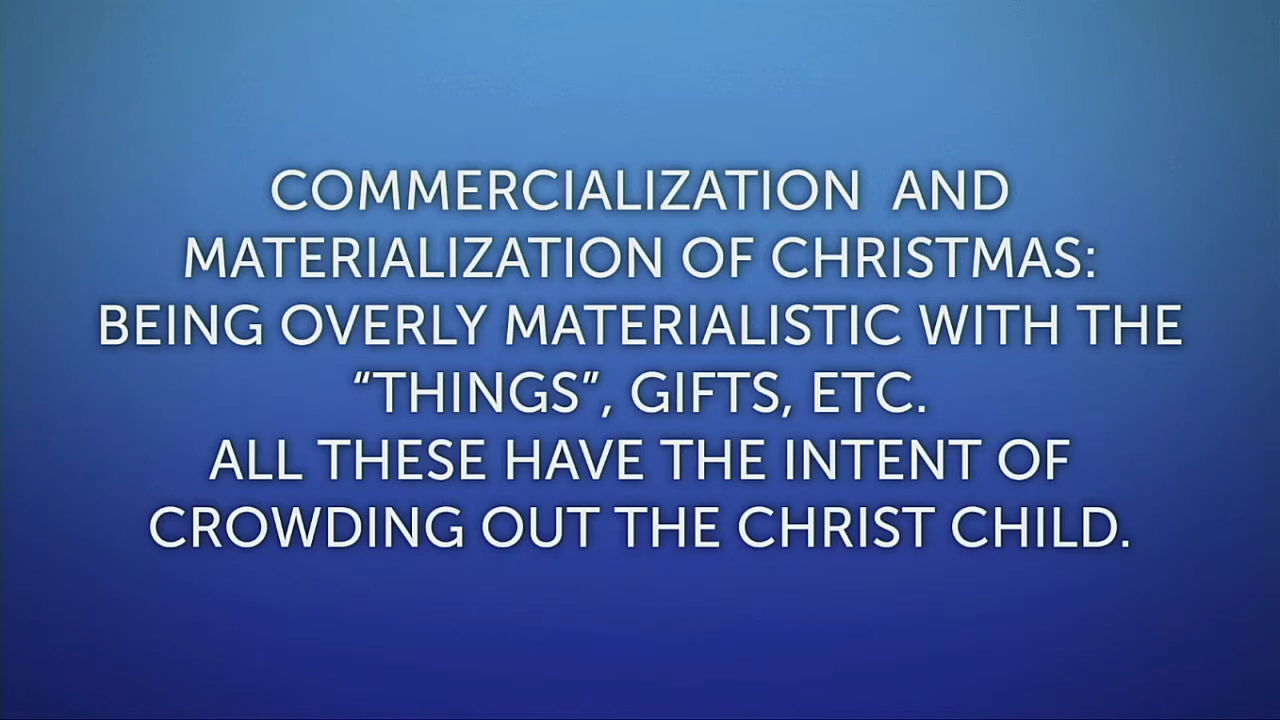 COMMERCIALIZATION  AND
MATERIALIZATION OF CHRISTMAS:
BEING OVERLY MATERIALISTIC WITH THE
“THINGS”, GIFTS, ETC.
ALL THESE HAVE THE INTENT OF
CROWDING OUT THE CHRIST CHILD.